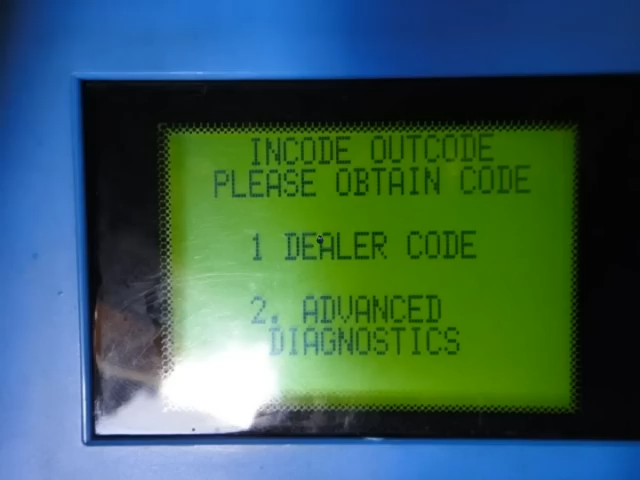 INCODE OUTCODE
PLEASE OBTAIN CODE
1 DEALER CODE
2. ADVANCED
DIAGNOSTICS